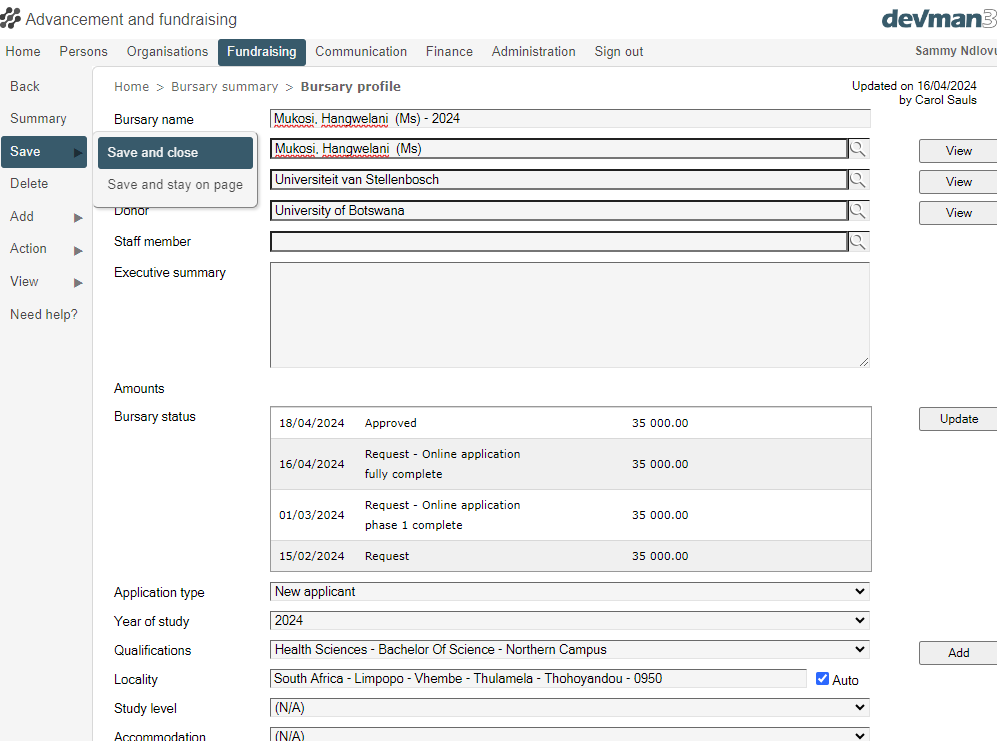 Advancement and fundraising
devman3
Home Persons Organisations Fundraising Communication Finance Administration Sign out
Sammy Ndlovu
Back
Summary
Save
Save and close
Save and stay on page
Delete
Add
Action
View
Need help?
Home > Bursary summary > Bursary profile
Updated on 16/04/2024
by Carol Sauls
Bursary name Mukosi, Hangwelani (Ms) - 2024
Mukosi, Hangwelani (Ms) View
Universiteit van Stellenbosch View
Donor University of Botswana View
Staff member
Executive summary
Amounts
Bursary status
18/04/2024 Approved 35 000.00 Update
16/04/2024 Request - Online application fully complete 35 000.00
01/03/2024 Request - Online application phase 1 complete 35 000.00
15/02/2024 Request 35 000.00
Application type New applicant
Year of study 2024
Qualifications Health Sciences - Bachelor Of Science - Northern Campus Add
Locality South Africa - Limpopo - Vhembe - Thulamela - Thohoyandou - 0950 Auto
Study level (N/A)
Accommodation (N/A)